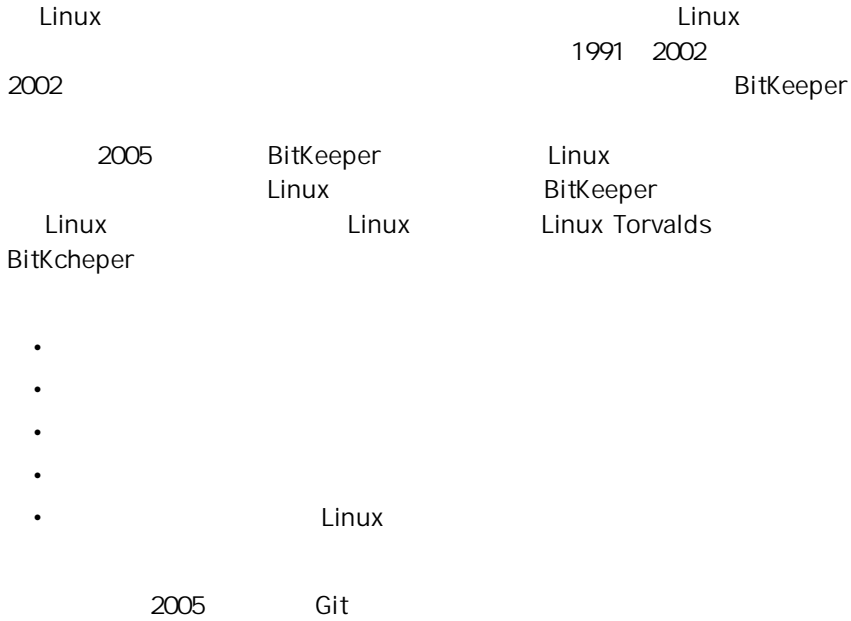 Linux Linux
1991 2002
2002 BitKeeper
2005 BitKeeper Linux
Linux BitKeeper
Linux Linux Linux Torvalds
BitKcheper
•
•
•
•
• Linux
2005 Git